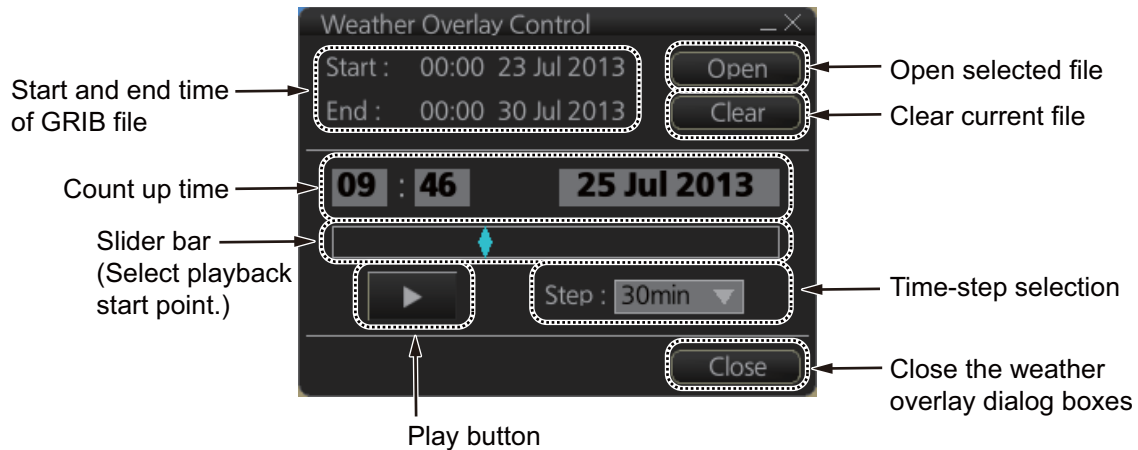 Weather Overlay Control
Start : 00:00 23 Jul 2013
End : 00:00 30 Jul 2013
Open
Clear
Start and end time
of GRIB file
Open selected file
Clear current file
Count up time
09 : 46 25 Jul 2013
Slider bar
(Select playback
start point.)
Step : 30min
Time-step selection
Close
Close the weather
overlay dialog boxes
Play button